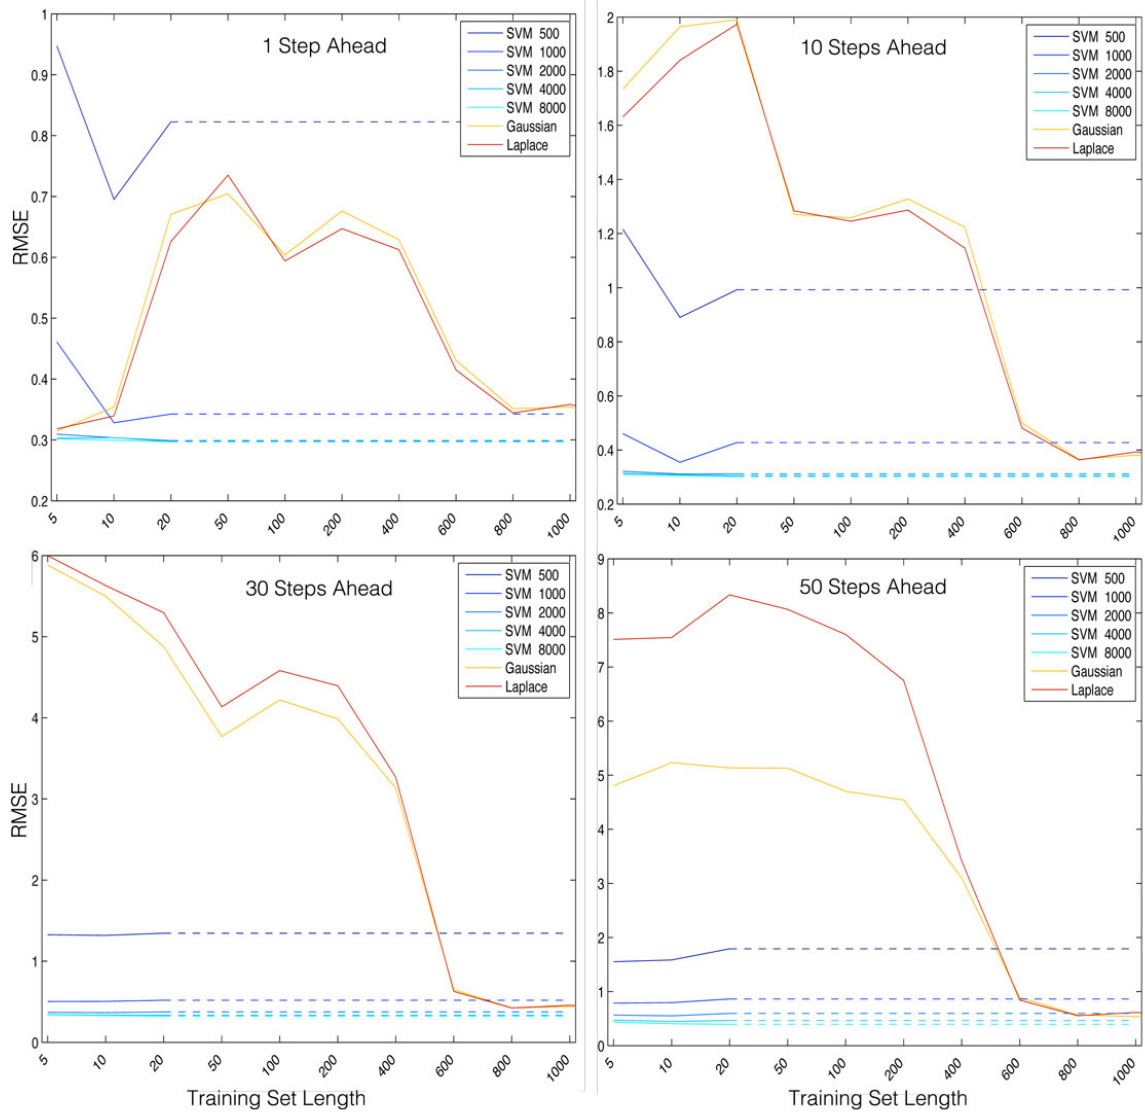 1 Step Ahead
RMSE
1
0.9
0.8
0.7
0.6
0.5
0.4
0.3
0.2
5
10
20
50
100
200
400
600
800
1000
SVM 500
SVM 1000
SVM 2000
SVM 4000
SVM 8000
Gaussian
Laplace
10 Steps Ahead
2
1.8
1.6
1.4
1.2
1
0.8
0.6
0.4
0.2
5
10
20
50
100
200
400
600
800
1000
SVM 500
SVM 1000
SVM 2000
SVM 4000
SVM 8000
Gaussian
Laplace
30 Steps Ahead
RMSE
6
5
4
3
2
1
0
5
10
20
50
100
200
400
600
800
1000
Training Set Length
SVM 500
SVM 1000
SVM 2000
SVM 4000
SVM 8000
Gaussian
Laplace
50 Steps Ahead
9
8
7
6
5
4
3
2
1
0
5
10
20
50
100
200
400
600
800
1000
Training Set Length
SVM 500
SVM 1000
SVM 2000
SVM 4000
SVM 8000
Gaussian
Laplace